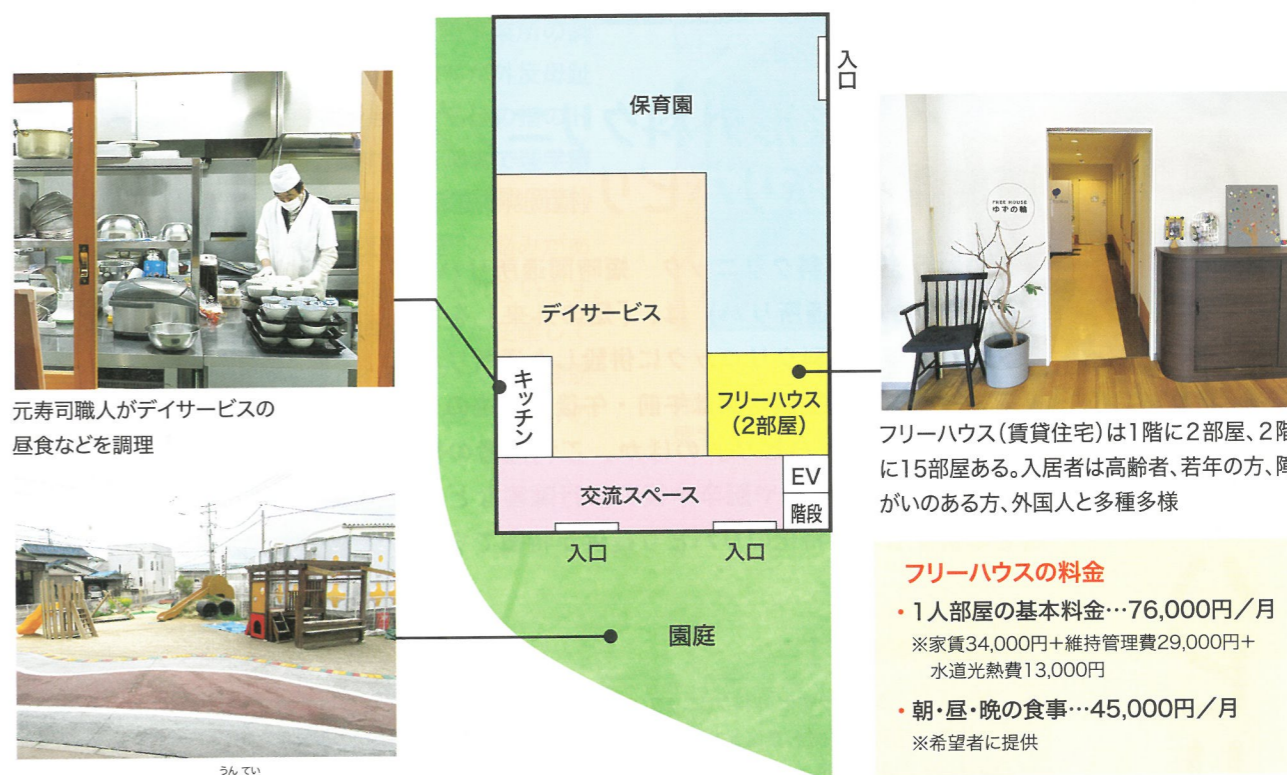 入口
保育園
デイサービス
キッチン
フリーハウス
(2部屋)
交流スペース
EV
階段
入口
入口
園庭
元寿司職人がデイサービスの
昼食などを調理
うんてい
FREE HOUSE
ゆずの輪
フリーハウス(賃貸住宅)は1階に2部屋、2階
に15部屋ある。入居者は高齢者、若年の方、障
がいのある方、外国人と多種多様
フリーハウスの料金
・1人部屋の基本料金…76,000円/月
※家賃34,000円+維持管理費29,000円+
水道光熱費13,000円
・朝・昼・晩の食事…45,000円/月
※希望者に提供